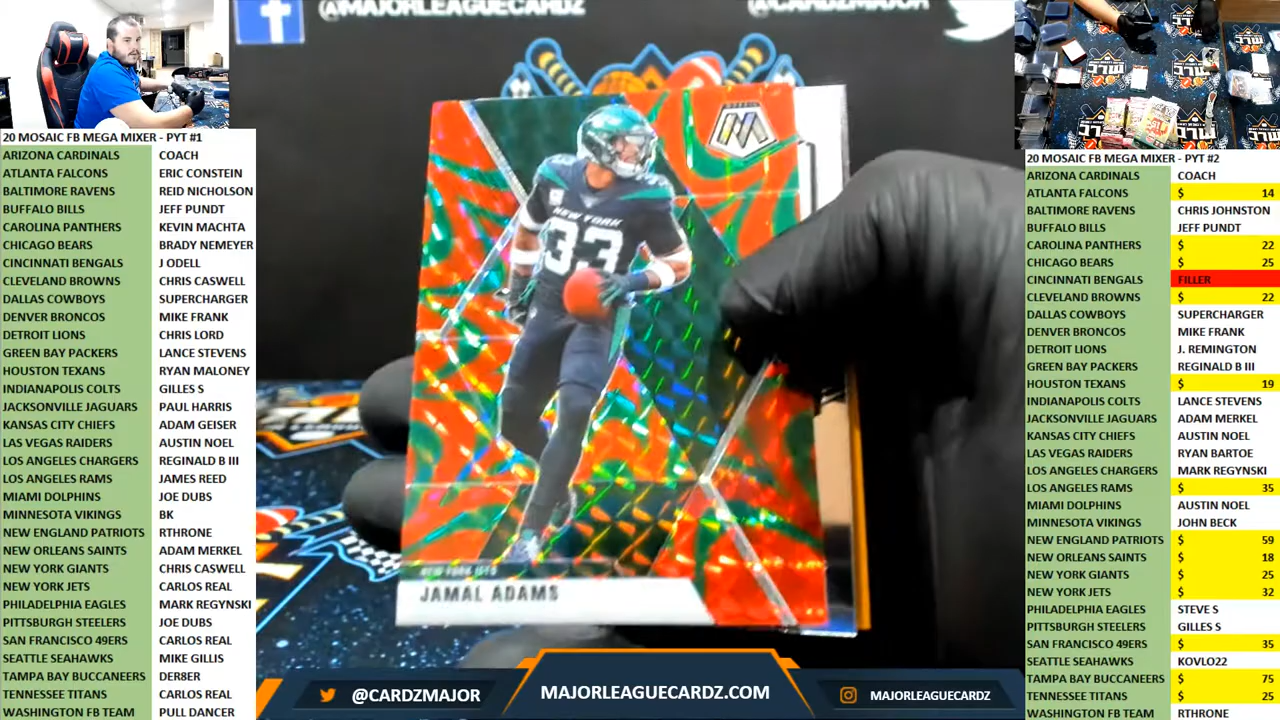 @MAJORLEAGUECARDZ
@CARDZMAJOR
20 MOSAIC FB MEGA MIXER - PYT #1
ARIZONA CARDINALS COACH
ATLANTA FALCONS ERIC CONSTEIN
BALTIMORE RAVENS REID NICHOLSON
BUFFALO BILLS JEFF PUNDT
CAROLINA PANTHERS KEVIN MACHTA
CHICAGO BEARS BRADY NEMEYER
CINCINNATI BENGALS J ODELL
CLEVELAND BROWNS CHRIS CASWELL
DALLAS COWBOYS SUPERCHARGER
DENVER BRONCOS MIKE FRANK
DETROIT LIONS CHRIS LORD
GREEN BAY PACKERS LANCE STEVENS
HOUSTON TEXANS RYAN MALONEY
INDIANAPOLIS COLTS GILLES S
JACKSONVILLE JAGUARS PAUL HARRIS
KANSAS CITY CHIEFS ADAM GEISER
LAS VEGAS RAIDERS AUSTIN NOEL
LOS ANGELES CHARGERS REGINALD B III
LOS ANGELES RAMS JAMES REED
MIAMI DOLPHINS JOE DUBS
MINNESOTA VIKINGS BK
NEW ENGLAND PATRIOTS RTHRONE
NEW ORLEANS SAINTS ADAM MERKEL
NEW YORK GIANTS CHRIS CASWELL
NEW YORK JETS CARLOS REAL
PHILADELPHIA EAGLES MARK REGYNSKI
PITTSBURGH STEELERS JOE DUBS
SAN FRANCISCO 49ERS CARLOS REAL
SEATTLE SEAHAWKS MIKE GILLIS
TAMPA BAY BUCCANEERS DER8ER
TENNESSEE TITANS CARLOS REAL
WASHINGTON FB TEAM PULL DANCER
NEW YORK
33
NEW YORK JETS
JAMAL ADAMS
@CARDZMAJOR
MAJORLEAGUECARDZ.COM
MAJORLEAGUECARDZ
20 MOSAIC FB MEGA MIXER - PYT #2
ARIZONA CARDINALS COACH
ATLANTA FALCONS $ 14
BALTIMORE RAVENS CHRIS JOHNSTON
BUFFALO BILLS JEFF PUNDT
CAROLINA PANTHERS $ 22
CHICAGO BEARS $ 25
CINCINNATI BENGALS FILLER
CLEVELAND BROWNS $ 22
DALLAS COWBOYS SUPERCHARGER
DENVER BRONCOS MIKE FRANK
DETROIT LIONS J. REMINGTON
GREEN BAY PACKERS REGINALD B III
HOUSTON TEXANS $ 19
INDIANAPOLIS COLTS LANCE STEVENS
JACKSONVILLE JAGUARS ADAM MERKEL
KANSAS CITY CHIEFS AUSTIN NOEL
LAS VEGAS RAIDERS RYAN BARTOE
LOS ANGELES CHARGERS MARK REGYNSKI
LOS ANGELES RAMS $ 35
MIAMI DOLPHINS AUSTIN NOEL
MINNESOTA VIKINGS JOHN BECK
NEW ENGLAND PATRIOTS $ 59
NEW ORLEANS SAINTS $ 18
NEW YORK GIANTS $ 25
NEW YORK JETS $ 32
PHILADELPHIA EAGLES STEVE S
PITTSBURGH STEELERS GILLES S
SAN FRANCISCO 49ERS $ 35
SEATTLE SEAHAWKS KOVLO22
TAMPA BAY BUCCANEERS $ 75
TENNESSEE TITANS $ 25
WASHINGTON FB TEAM RTHRONE